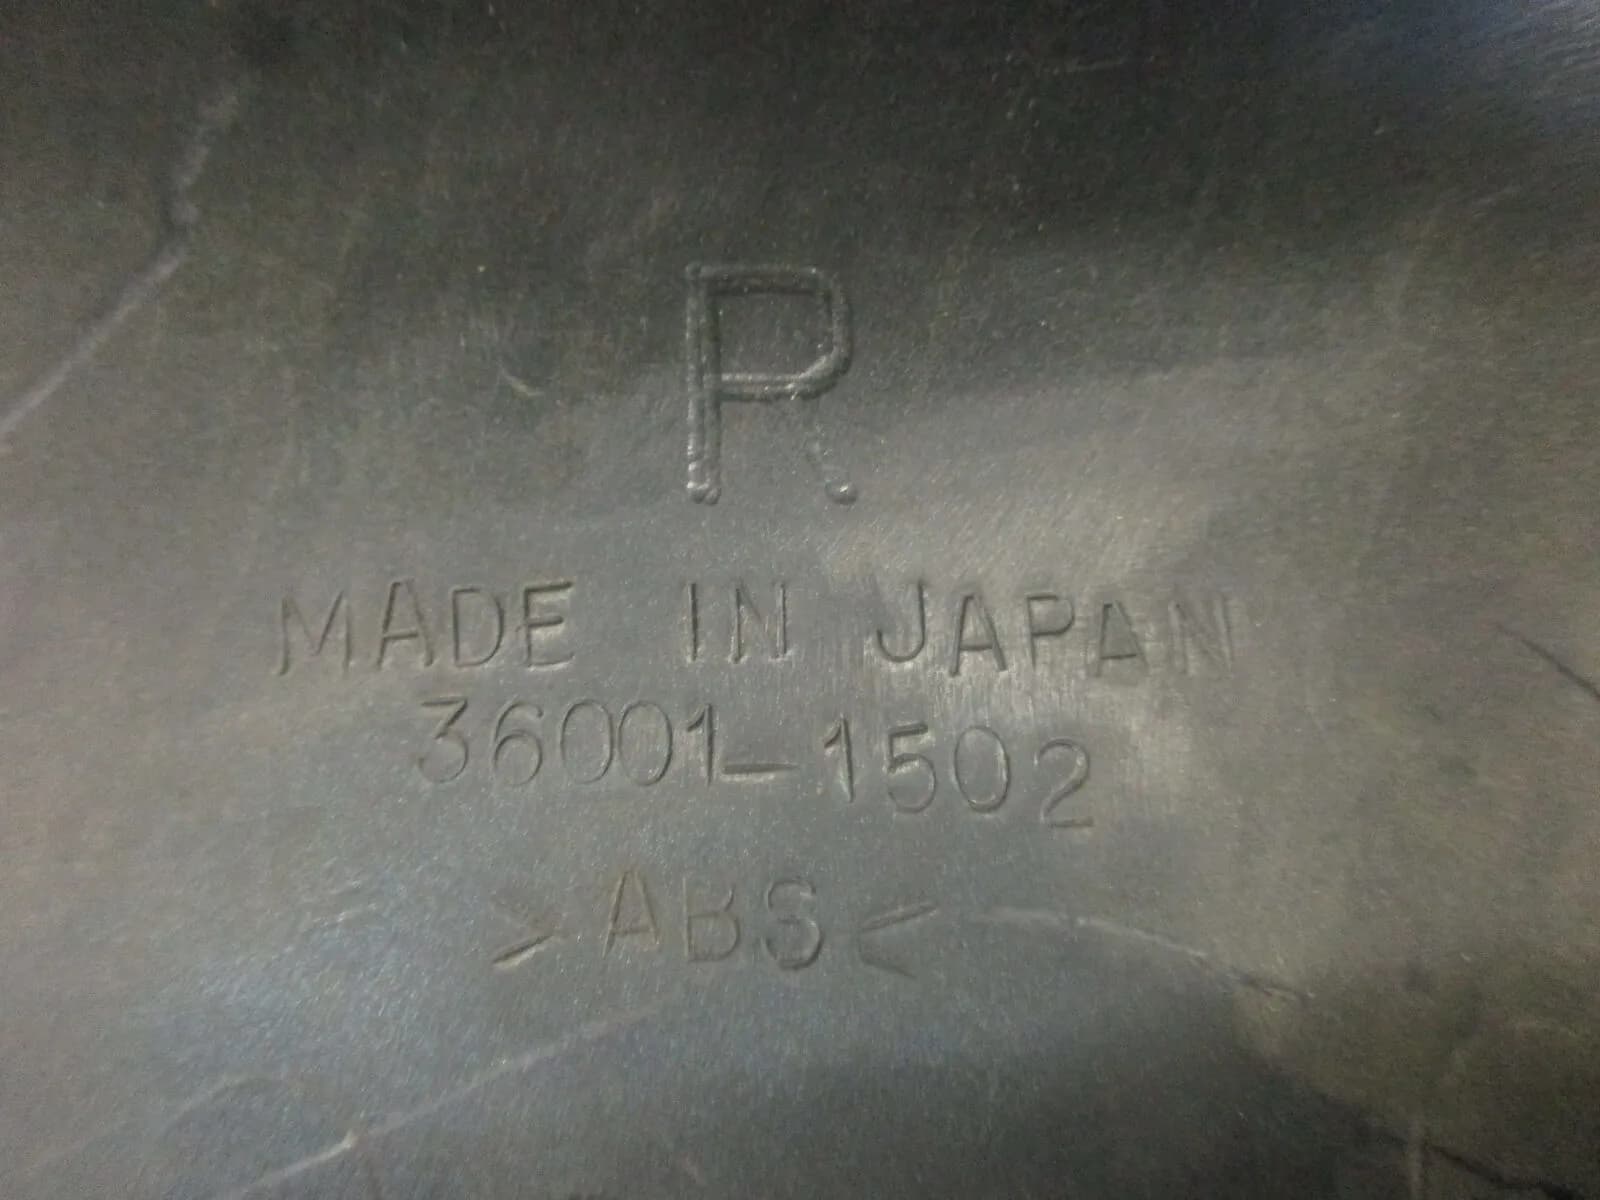 R
MADE IN JAPAN
36001-1502
>ABS<